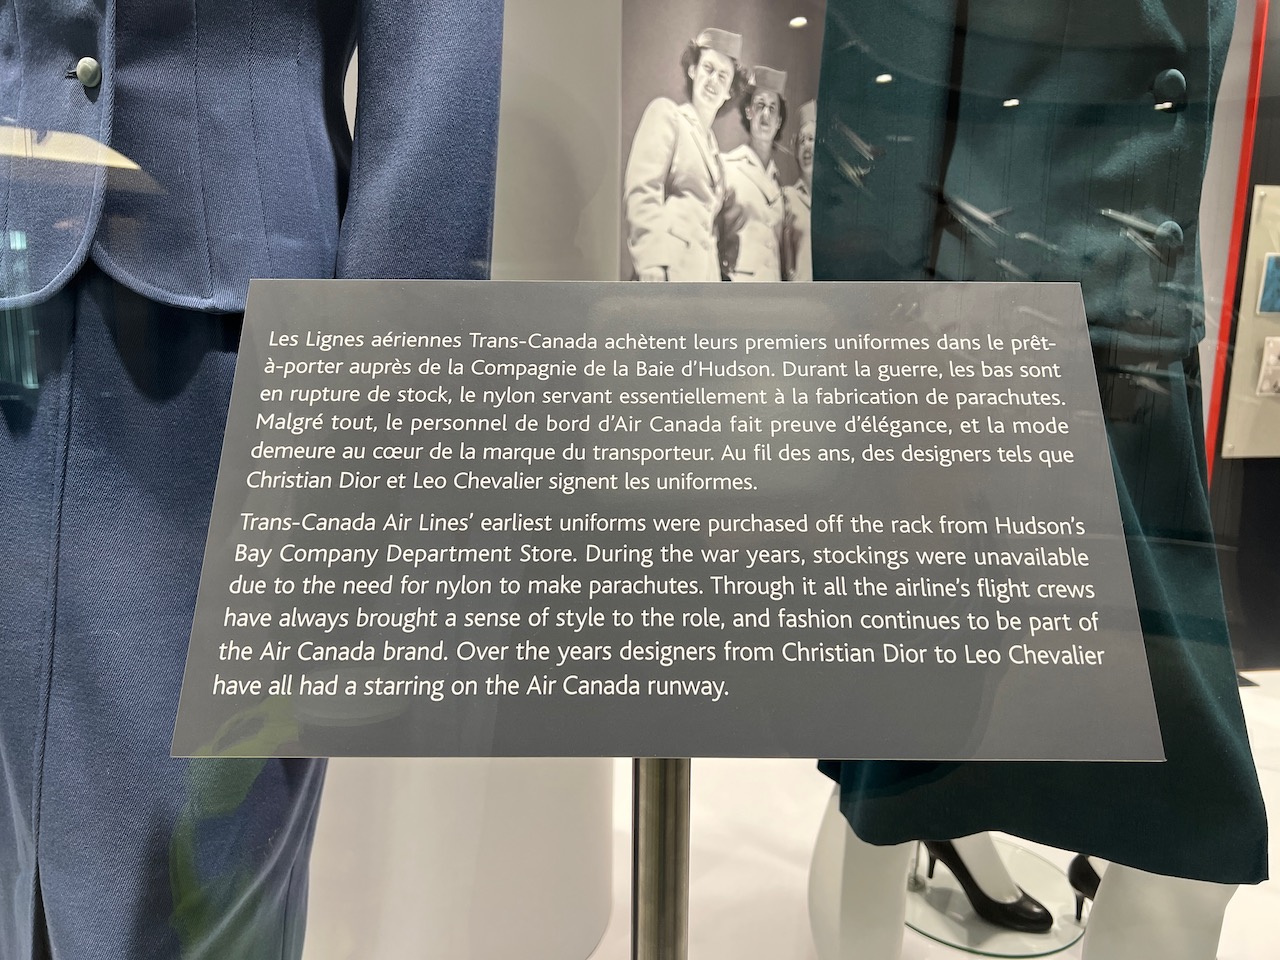 Les Lignes aériennes Trans-Canada achètent leurs premiers uniformes dans le prêt-
à-porter auprès de la Compagnie de la Baie d'Hudson. Durant la guerre, les bas sont
en rupture de stock, le nylon servant essentiellement à la fabrication de parachutes.
Malgré tout, le personnel de bord d'Air Canada fait preuve d'élégance, et la mode
demeure au cœur de la marque du transporteur. Au fil des ans, des designers tels que
Christian Dior et Leo Chevalier signent les uniformes.
Trans-Canada Air Lines' earliest uniforms were purchased off the rack from Hudson's
Bay Company Department Store. During the war years, stockings were unavailable
due to the need for nylon to make parachutes. Through it all the airline's flight crews
have always brought a sense of style to the role, and fashion continues to be part of
the Air Canada brand. Over the years designers from Christian Dior to Leo Chevalier
have all had a starring on the Air Canada runway.